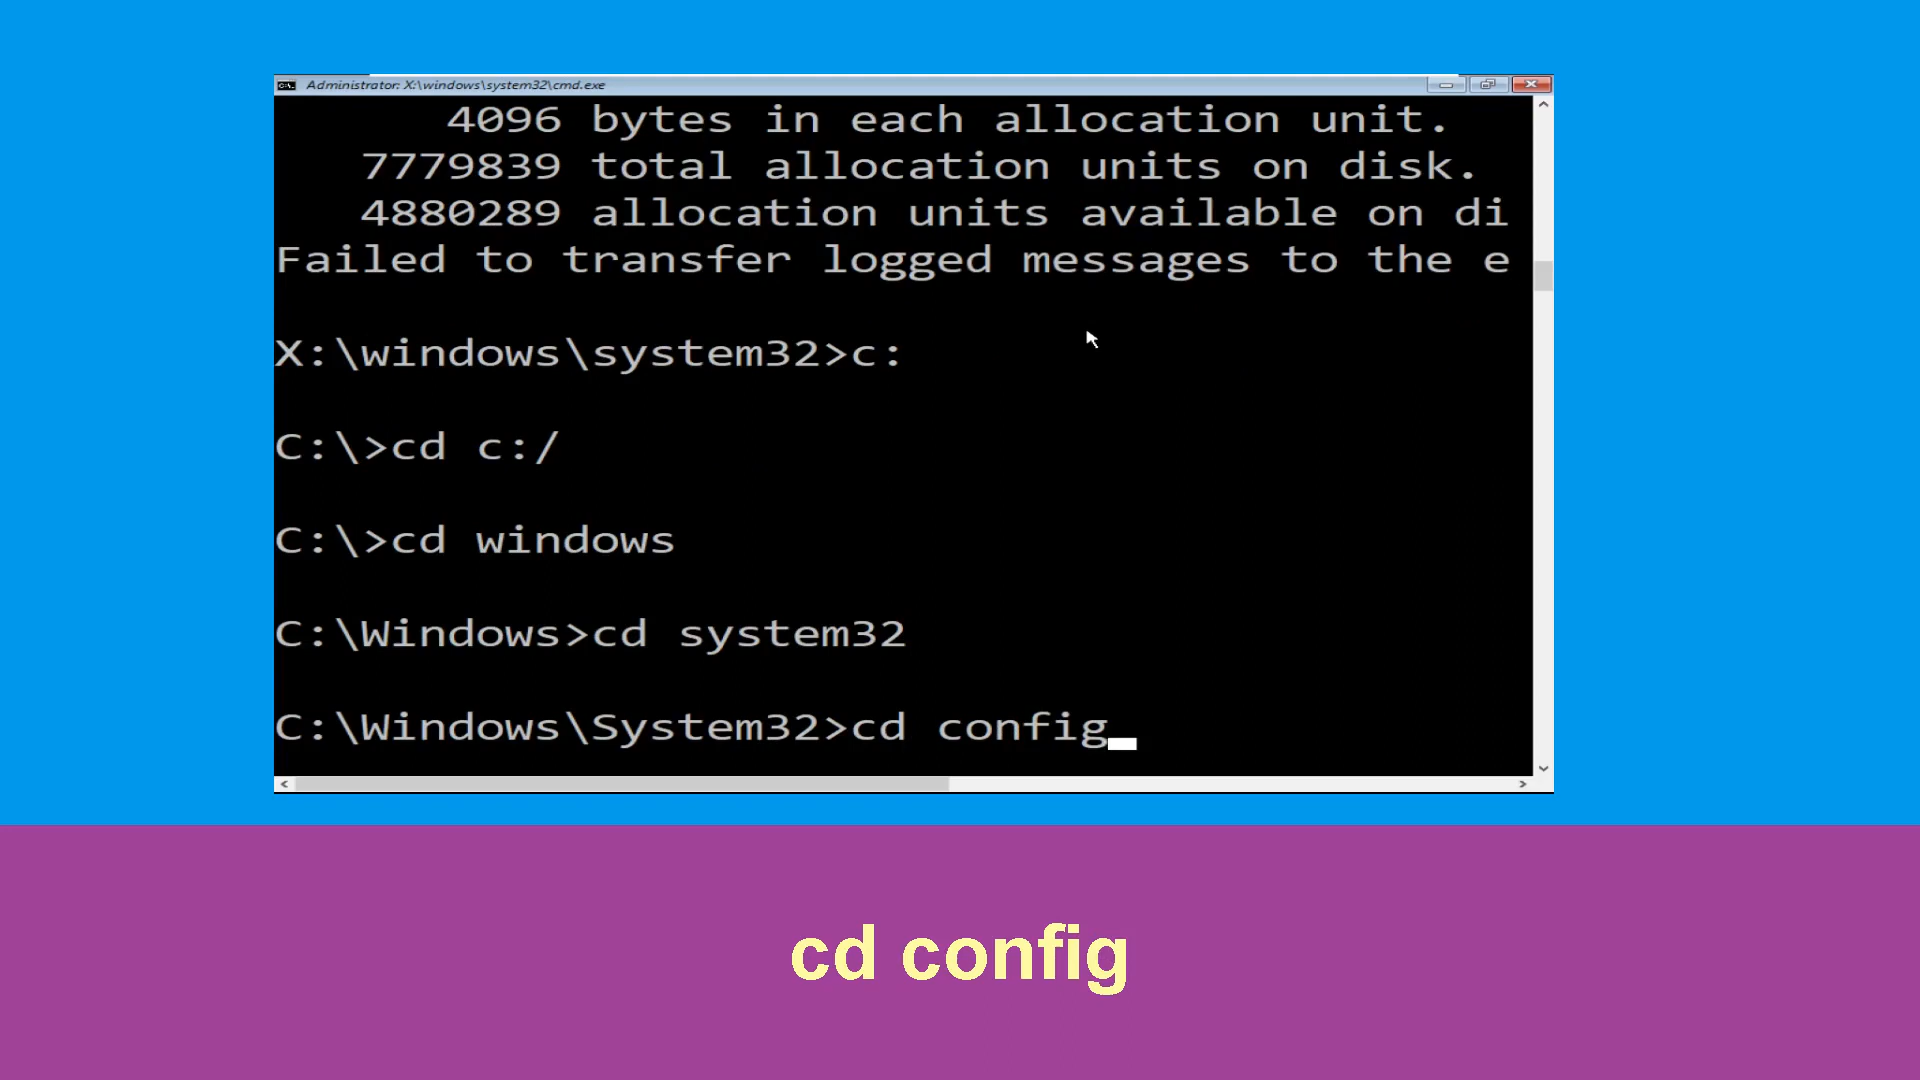 Administrator: X:\windows\system32\cmd.exe
4096 bytes in each allocation unit.
7779839 total allocation units on disk.
4880289 allocation units available on di
Failed to transfer logged messages to the e
X:\windows\system32>c:
C:\>cd c:/
C:\>cd windows
C:\Windows>cd system32
C:\Windows\System32>cd config
cd config